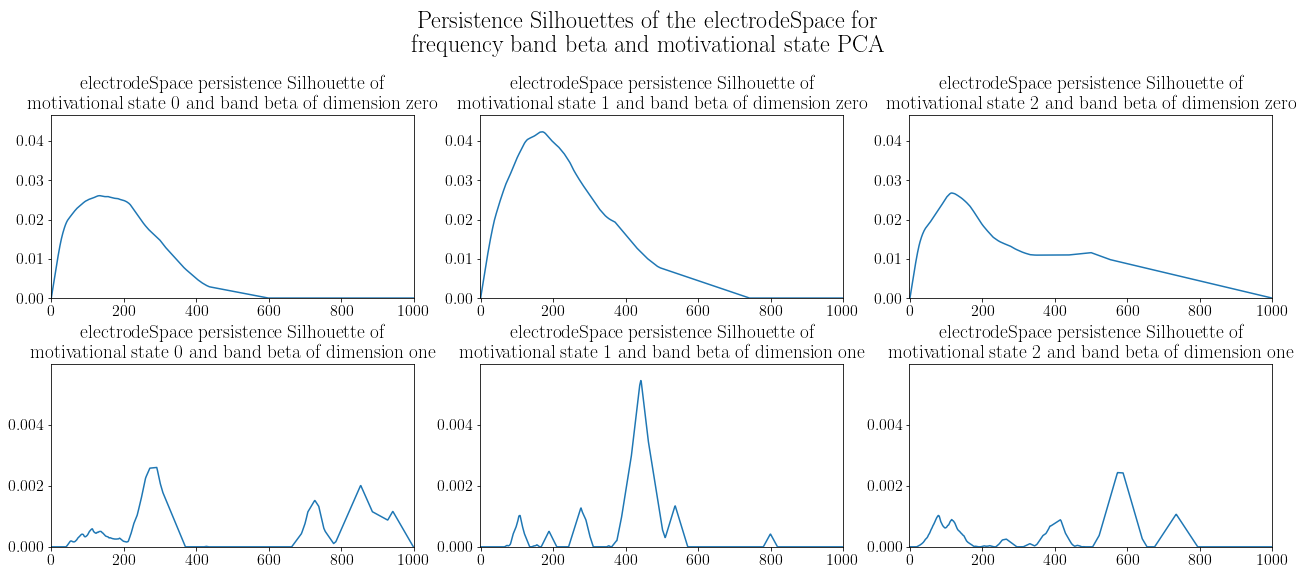 Persistence Silhouettes of the electrodeSpace for
frequency band beta and motivational state PCA
electrodeSpace persistence Silhouette of
motivational state 0 and band beta of dimension zero
0.04
0.03
0.02
0.01
0.00
0 200 400 600 800 1000
electrodeSpace persistence Silhouette of
motivational state 1 and band beta of dimension zero
0.04
0.03
0.02
0.01
0.00
0 200 400 600 800 1000
electrodeSpace persistence Silhouette of
motivational state 2 and band beta of dimension zero
0.04
0.03
0.02
0.01
0.00
0 200 400 600 800 1000
electrodeSpace persistence Silhouette of
motivational state 0 and band beta of dimension one
0.004
0.002
0.000
0 200 400 600 800 1000
electrodeSpace persistence Silhouette of
motivational state 1 and band beta of dimension one
0.004
0.002
0.000
0 200 400 600 800 1000
electrodeSpace persistence Silhouette of
motivational state 2 and band beta of dimension one
0.004
0.002
0.000
0 200 400 600 800 1000